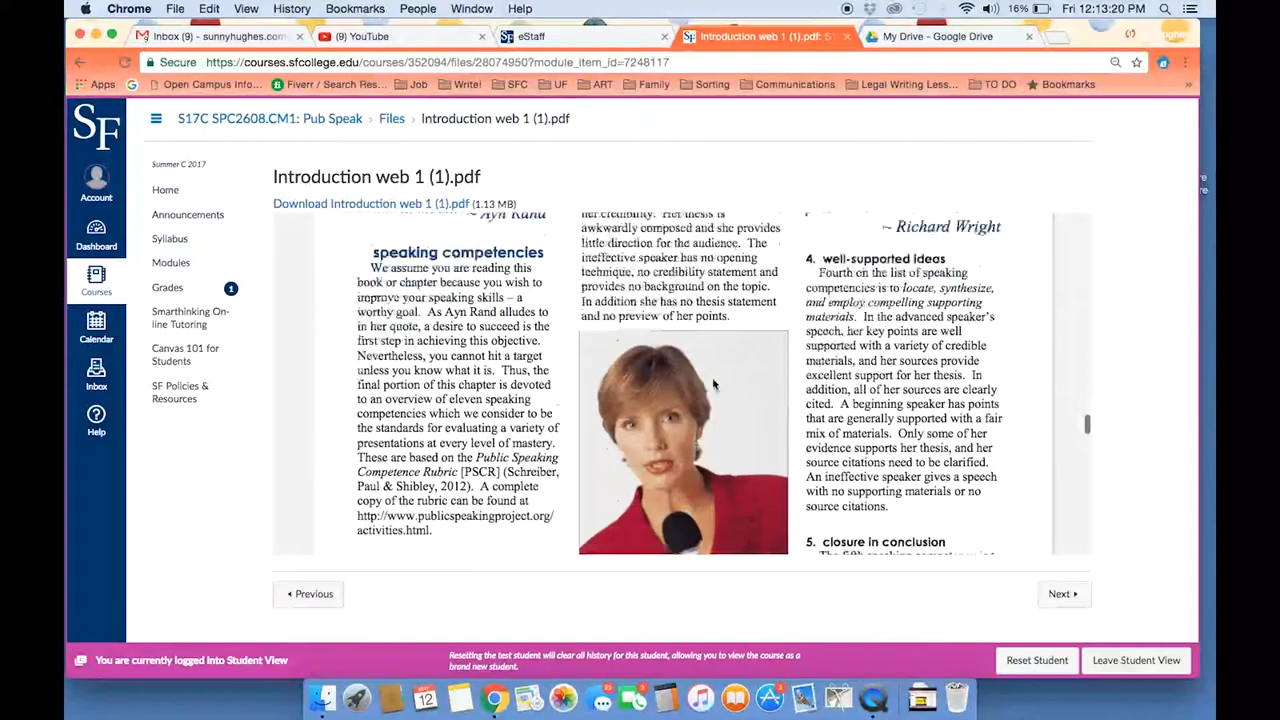 Chrome File Edit View History Bookmarks People Window Help 16% Fri 12:13:20 PM
Inbox (9) - sunnyhughes.com (9) YouTube eStaff Introduction web 1 (1).pdf: S1 My Drive - Google Drive
Secure https://courses.sfcollege.edu/courses/352094/files/28074950?module_item_id=7248117
Apps Open Campus Info... Fiverr / Search Res... Job Write! SFC UF ART Family Sorting Communications Legal Writing Less... TO DO Bookmarks »
SF
Account
Dashboard
Courses
Calendar
Inbox
Help
S17C SPC2608.CM1: Pub Speak › Files › Introduction web 1 (1).pdf
Summer C 2017
Home
Announcements
Syllabus
Modules
Grades 1
Smarthinking On-
line Tutoring
Canvas 101 for
Students
SF Policies &
Resources
Introduction web 1 (1).pdf
Download Introduction web 1 (1).pdf (1.13 MB)
~ Ayn Rand
speaking competencies
We assume you are reading this
book or chapter because you wish to
improve your speaking skills – a
worthy goal. As Ayn Rand alludes to
in her quote, a desire to succeed is the
first step in achieving this objective.
Nevertheless, you cannot hit a target
unless you know what it is. Thus, the
final portion of this chapter is devoted
to an overview of eleven speaking
competencies which we consider to be
the standards for evaluating a variety of
presentations at every level of mastery.
These are based on the Public Speaking
Competence Rubric [PSCR] (Schreiber,
Paul & Shibley, 2012). A complete
copy of the rubric can be found at
http://www.publicspeakingproject.org/
activities.html.
her credibility. Her thesis is
awkwardly composed and she provides
little direction for the audience. The
ineffective speaker has no opening
technique, no credibility statement and
provides no background on the topic.
In addition she has no thesis statement
and no preview of her points.
~ Richard Wright
4. well-supported ideas
Fourth on the list of speaking
competencies is to locate, synthesize,
and employ compelling supporting
materials. In the advanced speaker's
speech, her key points are well
supported with a variety of credible
materials, and her sources provide
excellent support for her thesis. In
addition, all of her sources are clearly
cited. A beginning speaker has points
that are generally supported with a fair
mix of materials. Only some of her
evidence supports her thesis, and her
source citations need to be clarified.
An ineffective speaker gives a speech
with no supporting materials or no
source citations.
5. closure in conclusion
Previous
Next
You are currently logged into Student View
Resetting the test student will clear all history for this student, allowing you to view the course as a
brand new student.
Reset Student
Leave Student View